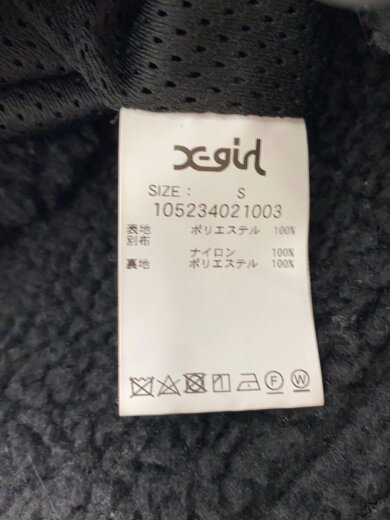 X-girl
SIZE : S
105234021003
表地 ポリエステル 100%
別布
ナイロン 100%
裏地 ポリエステル 100%
F W